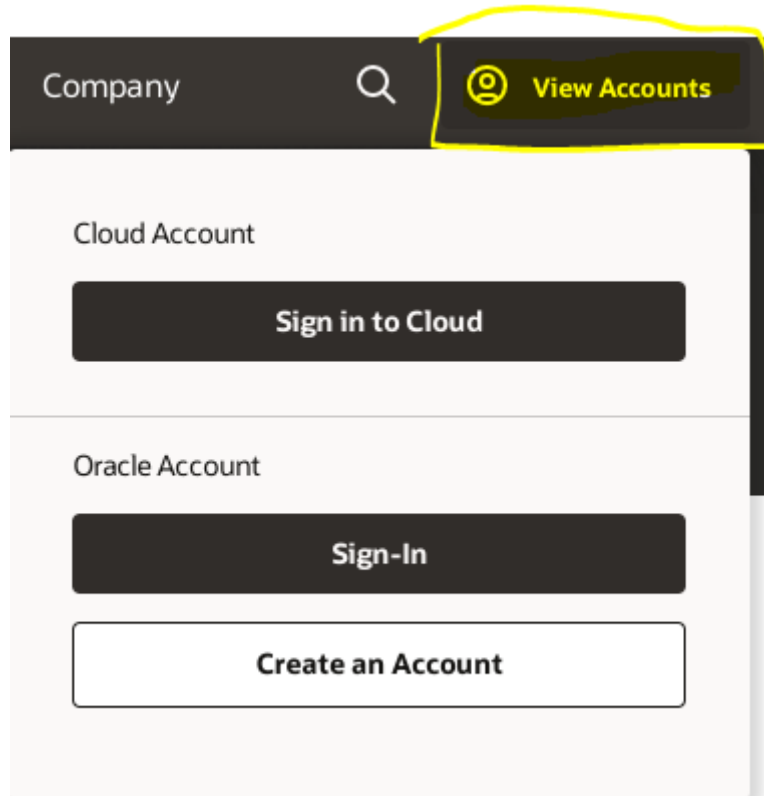 Company View Accounts
Cloud Account
Sign in to Cloud
Oracle Account
Sign-In
Create an Account